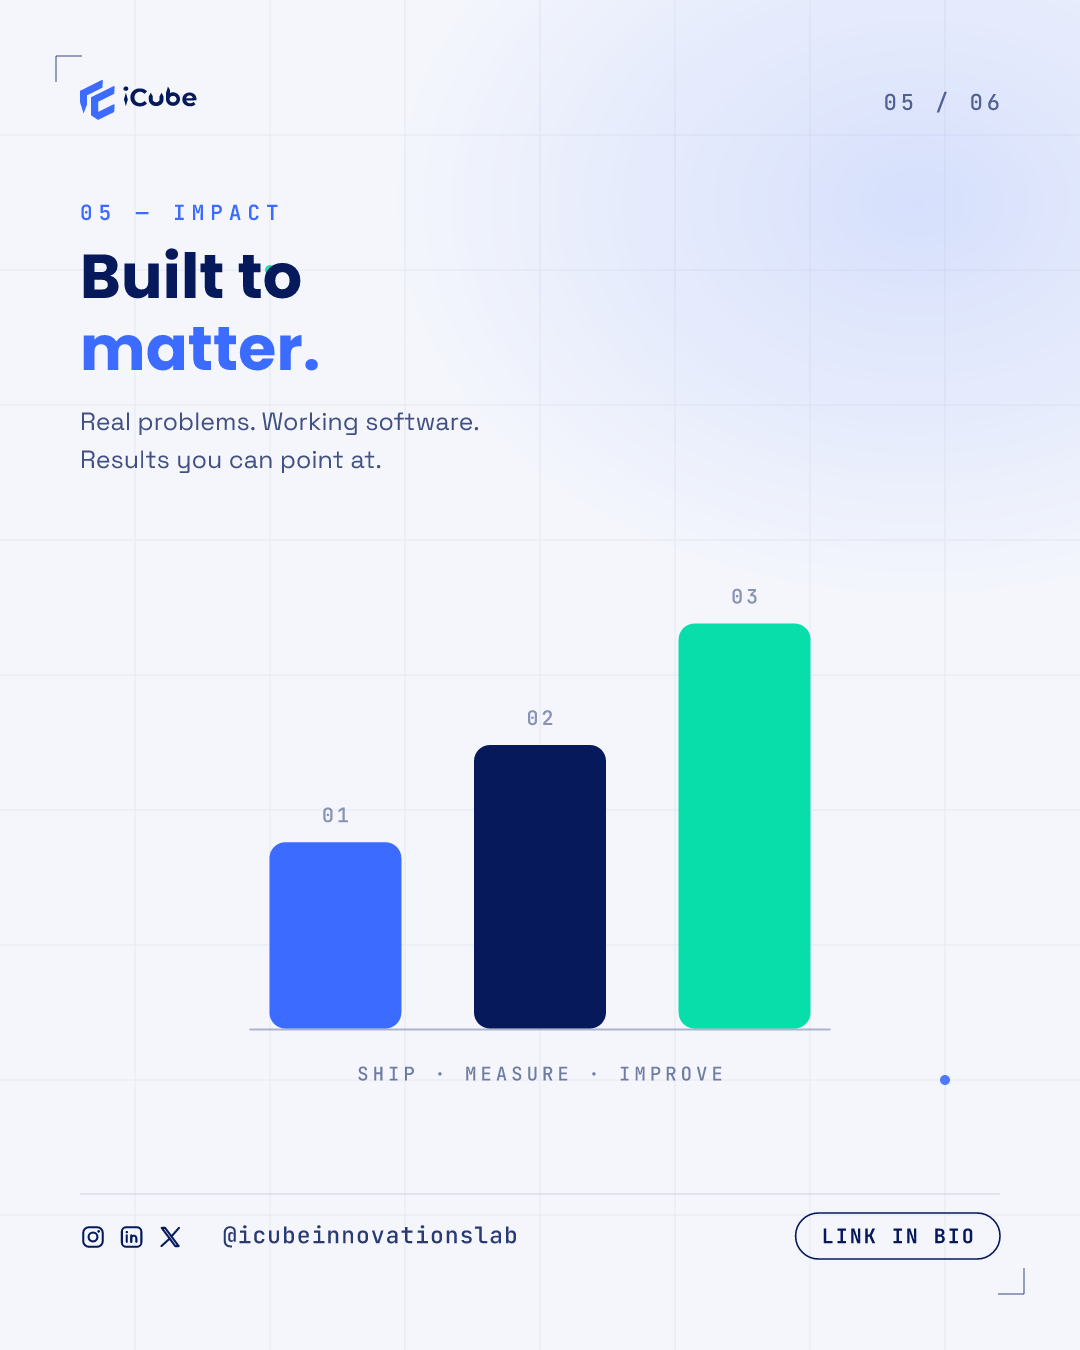 iCube
05 / 06
05 — IMPACT
Built to
matter.
Real problems. Working software.
Results you can point at.
03
02
01
SHIP · MEASURE · IMPROVE
@icubeinnovationslab
LINK IN BIO